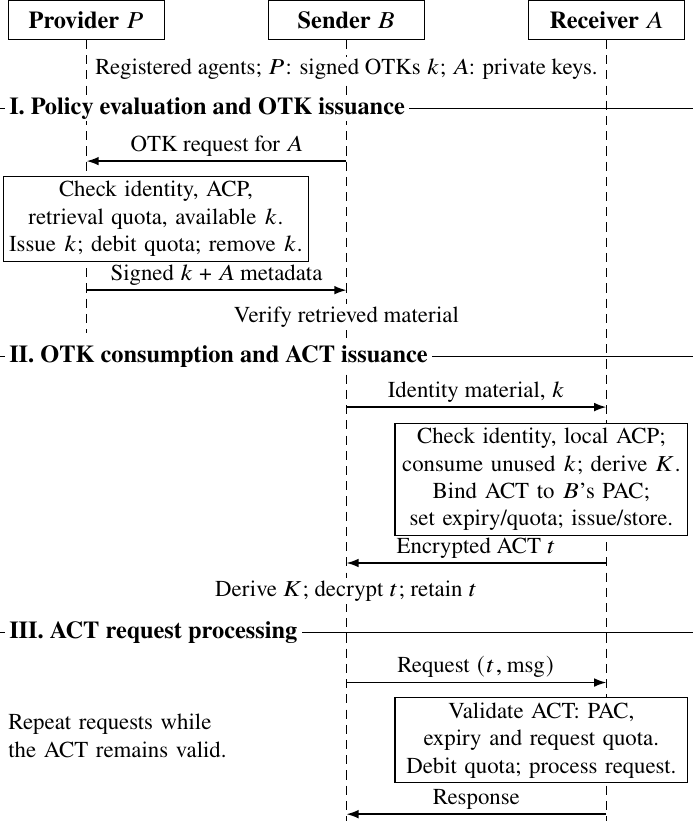 Provider P
Sender B
Receiver A
Registered agents; P: signed OTKs k; A: private keys.
I. Policy evaluation and OTK issuance
OTK request for A
Check identity, ACP,
retrieval quota, available k.
Issue k; debit quota; remove k.
Signed k + A metadata
Verify retrieved material
II. OTK consumption and ACT issuance
Identity material, k
Check identity, local ACP;
consume unused k; derive K.
Bind ACT to B's PAC;
set expiry/quota; issue/store.
Encrypted ACT t
Derive K; decrypt t; retain t
III. ACT request processing
Request (t, msg)
Repeat requests while
the ACT remains valid.
Validate ACT: PAC,
expiry and request quota.
Debit quota; process request.
Response